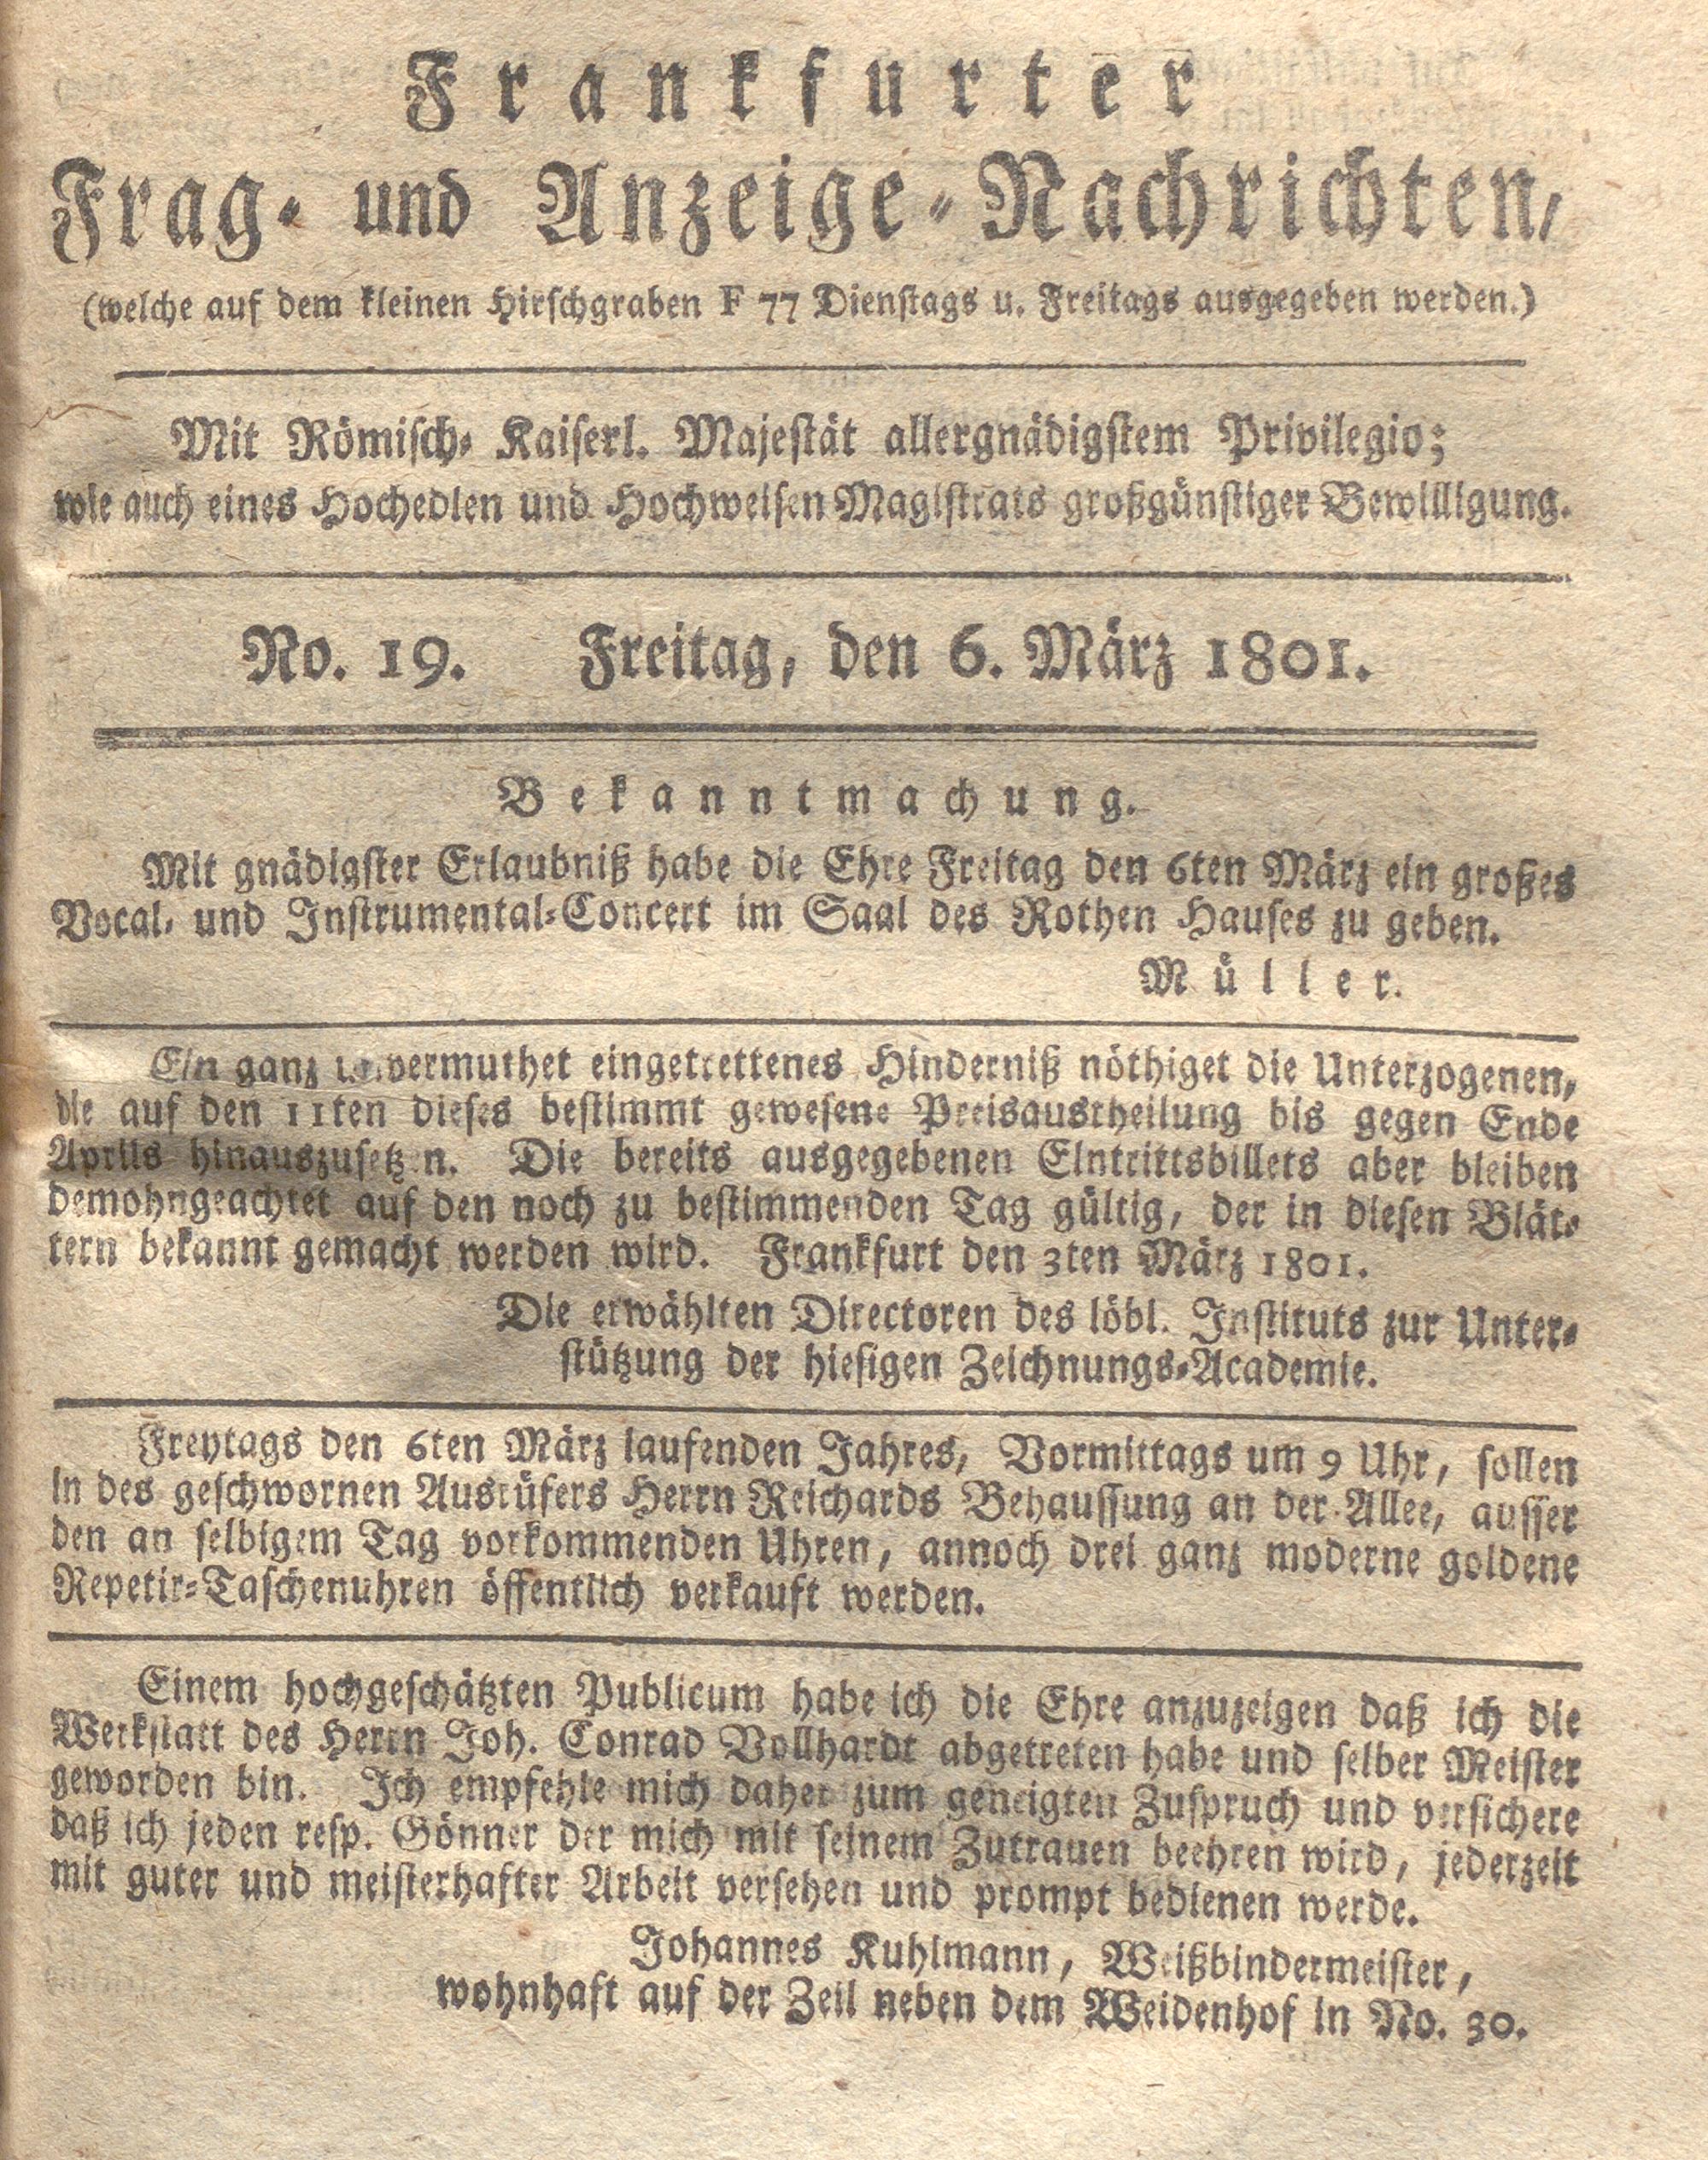 Frankfurter
Frag- und Anzeige-Nachrichten,
(welche auf dem kleinen Hirschgraben F 77 Dienstags u. Freitags ausgegeben werden.)
Mit Römisch- Kaiserl. Majestät allergnädigstem Privilegio;
wie auch eines Hochedlen und Hochweisen Magistrats großgünstiger Bewilligung.
No. 19. Freitag, den 6. März 1801.
Bekanntmachung.
Mit gnädigster Erlaubniß habe die Ehre Freitag den 6ten März ein großes
Vocal- und Instrumental-Concert im Saal des Rothen Hauses zu geben.
Müller.
Ein ganz unvermuthet eingetrettenes Hinderniß nöthiget die Unterzogenen,
die auf den 11ten dieses bestimmt gewesene Preisaustheilung bis gegen Ende
Aprils hinauszusetzen. Die bereits ausgegebenen Eintrittsbillets aber bleiben
demohngeachtet auf den noch zu bestimmenden Tag gültig, der in diesen Blät-
tern bekannt gemacht werden wird. Frankfurt den 3ten März 1801.
Die erwählten Directoren des löbl. Instituts zur Unter-
stützung der hiesigen Zeichnungs-Academie.
Freytags den 6ten März laufenden Jahres, Vormittags um 9 Uhr, sollen
in des geschwornen Ausrüfers Herrn Reichards Behaussung an der Allee, ausser
den an selbigem Tag vorkommenden Uhren, annoch drei ganz moderne goldene
Repetir-Taschenuhren öffentlich verkauft werden.
Einem hochgeschätzten Publicum habe ich die Ehre anzuzeigen daß ich die
Werkstatt des Herrn Joh. Conrad Vollhardt abgetreten habe und selber Meister
geworden bin. Ich empfehle mich daher zum geneigten Zuspruch und versichere
daß ich jeden resp. Gönner der mich mit seinem Zutrauen beehren wird, jederzeit
mit guter und meisterhafter Arbeit versehen und prompt bedienen werde.
Johannes Kuhlmann, Weißbindermeister,
wohnhaft auf der Zeil neben dem Weidenhof in No. 30.